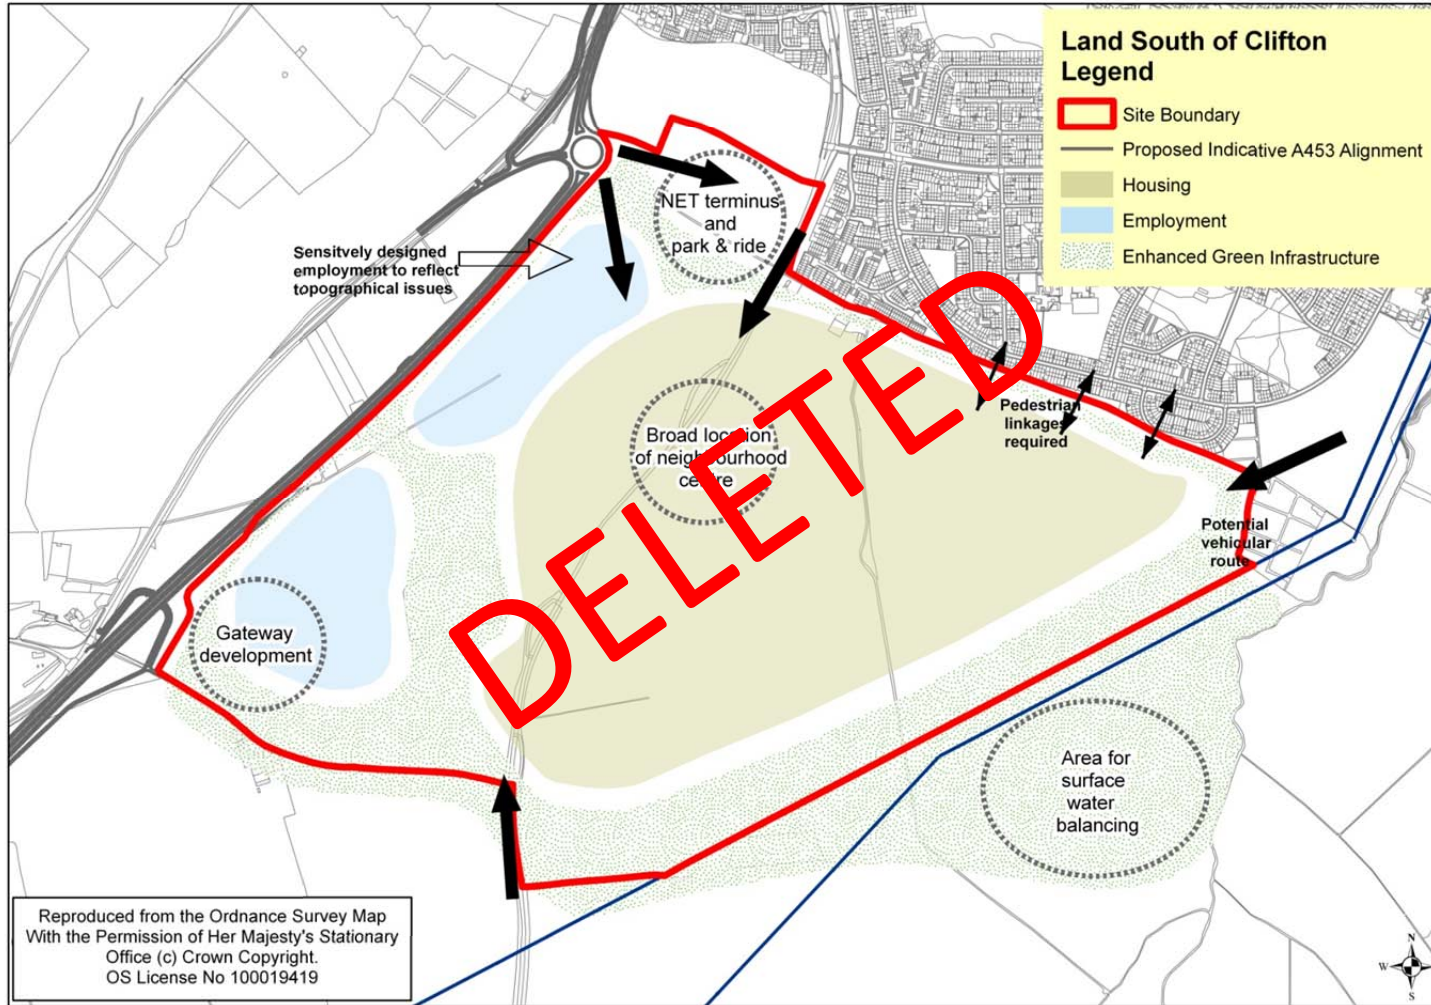 Land South of Clifton
Legend
Site Boundary
Proposed Indicative A453 Alignment
Housing
Employment
Enhanced Green Infrastructure
NET terminus
and
park & ride
Sensitvely designed
employment to reflect
topographical issues
DELETED
Broad location
of neighbourhood
centre
Pedestrian
linkages
required
Potential
vehicular
route
Gateway
development
Area for
surface
water
balancing
Reproduced from the Ordnance Survey Map
With the Permission of Her Majesty's Stationary
Office (c) Crown Copyright.
OS License No 100019419
N
W
S